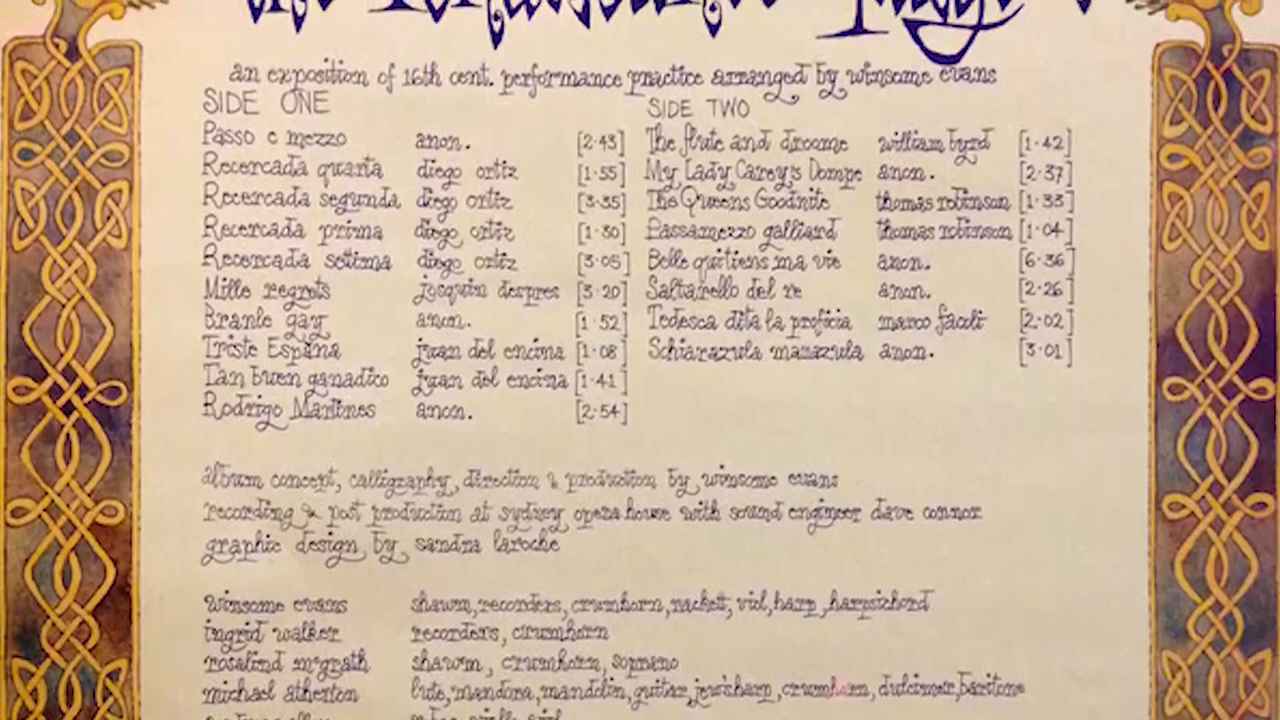 the renaissance
an exposition of 16th cent. performance practice arranged by winsome evans
SIDE ONE
Passo e mezzo anon. [2·43]
Recercada quarta diego ortiz [1·55]
Recercada segunda diego ortiz [3·35]
Recercada prima diego ortiz [1·30]
Recercada settima diego ortiz [3·05]
Mille regrets josquin despres [3·20]
Branle gay anon. [1·52]
Triste España juan del encina [1·08]
Tan buen ganadico juan del encina [1·41]
Rodrigo Martines anon. [2·54]
SIDE TWO
The flute and droome william byrd [1·42]
My Lady Carey's Dompe anon. [2·37]
The Queens Goodnite thomas robinson [1·33]
Passamezzo galliard thomas robinson [1·04]
Belle quitiens ma vie anon. [6·36]
Saltarello del re anon. [2·26]
Tedesca dita la proficia marco facoli [2·02]
Schiarazula marazula anon. [3·01]
album concept, calligraphy, direction & production by winsome evans
recording & post production at sydney opera house with sound engineer dave connor
graphic design by sandra laroche
winsome evans shawm, recorders, crumhorn, rackett, viel, harp, harpsichord
ingrid walker recorders, crumhorn
rosalind mcgrath shawm, crumhorn, soprano
michael atherton lute, mandora, mandolin, guitar, jew'sharp, crumhorn, dulcimer, baritone